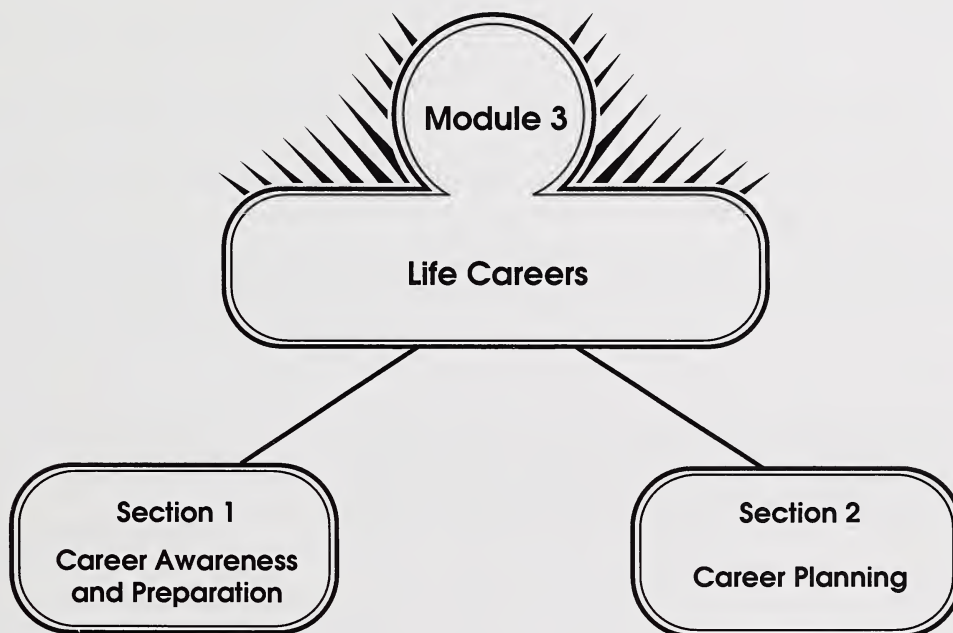 Module 3
Life Careers
Section 1
Career Awareness
and Preparation
Section 2
Career Planning